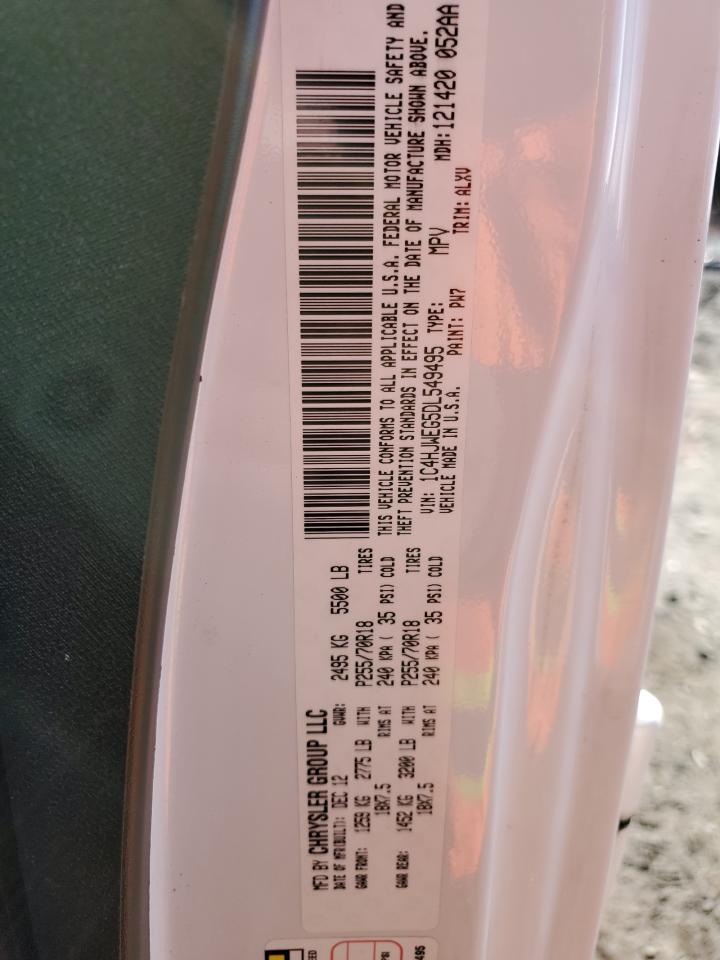 MFD BY CHRYSLER GROUP LLC
DATE OF MFR(BUILT): DEC 12 GVWR: 2495 KG 5500 LB
GAWR FRONT: 1259 KG 2775 LB WITH P255/70R18 TIRES
18X7.5 RIMS AT 240 KPA ( 35 PSI) COLD
GAWR REAR: 1452 KG 3200 LB WITH P255/70R18 TIRES
18X7.5 RIMS AT 240 KPA ( 35 PSI) COLD
THIS VEHICLE CONFORMS TO ALL APPLICABLE U.S.A. FEDERAL MOTOR VEHICLE SAFETY AND
THEFT PREVENTION STANDARDS IN EFFECT ON THE DATE OF MANUFACTURE SHOWN ABOVE.
VIN: 1C4HJWEG5DL549495 TYPE: MPV MDH: 121420 052AA
VEHICLE MADE IN U.S.A. PAINT: PW7 TRIM: ALXV
495